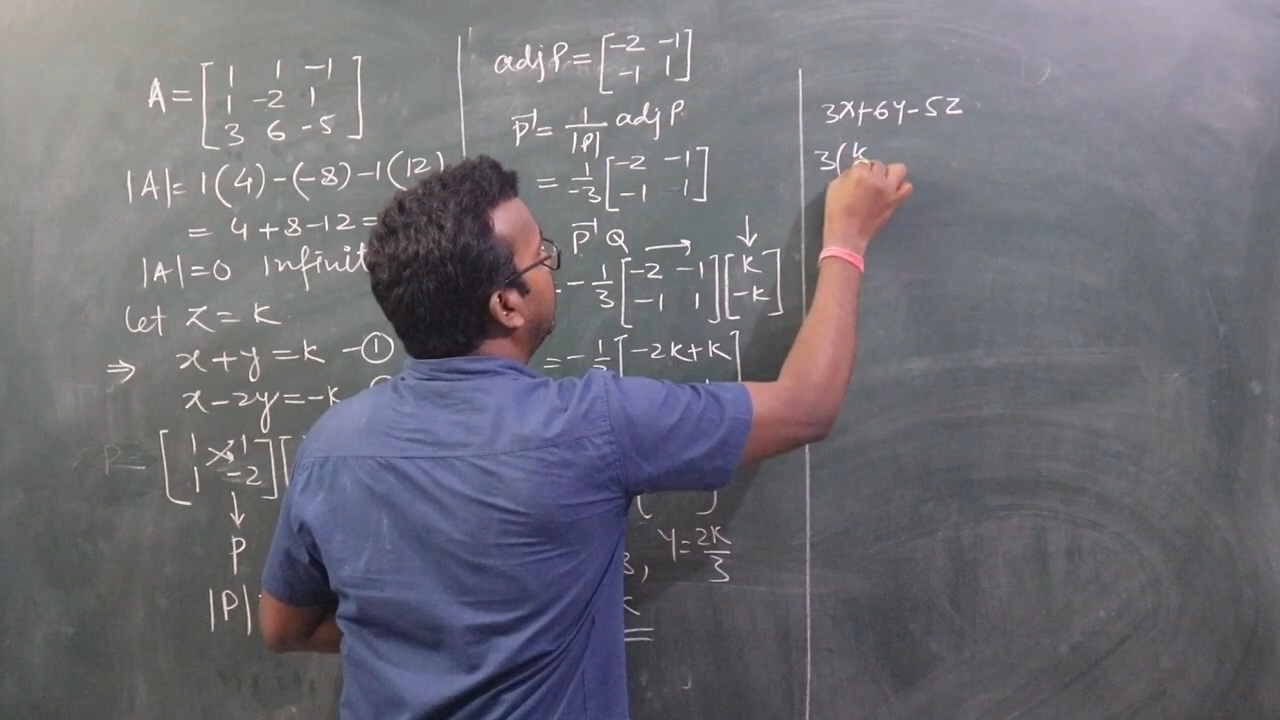 A = [ 1 1 -1
1 -2 1
3 6 -5 ]
|A| = 1(4) - (-8) - 1(12)
= 4 + 8 - 12 =
|A| = 0
Let z = k
⇒ x + y = k — ①
x - 2y = -k
[ 1 1
1 -2 ] [
↓
P
|P|
adj P = [ -2 -1
-1 1 ]
P⁻¹ = 1/|P| adj P
= 1/-3 [ -2 -1
-1 1 ]
P⁻¹ Q → ↓
- 1/3 [ -2 -1
-1 1 ] [ k
-k ]
= - 1/3 [ -2k + k ]
3, y = 2k/3
3x + 6y - 5z
3( k